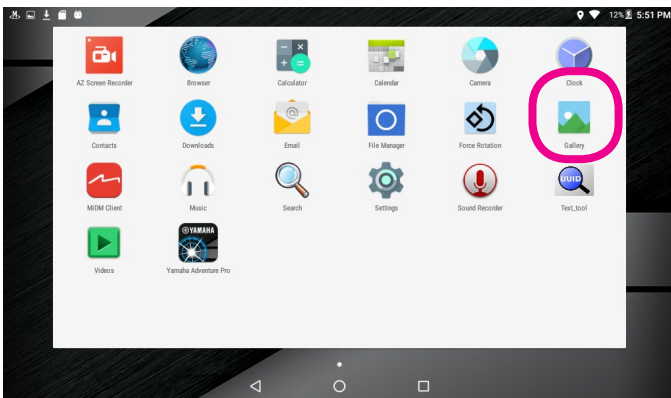 12% 5:51 PM
AZ Screen Recorder Browser Calculator Calendar Camera Clock
Contacts Downloads Email File Manager Force Rotation Gallery
UUID
MiDM Client Music Search Settings Sound Recorder Text_tool
YAMAHA
Videos Yamaha Adventure Pro